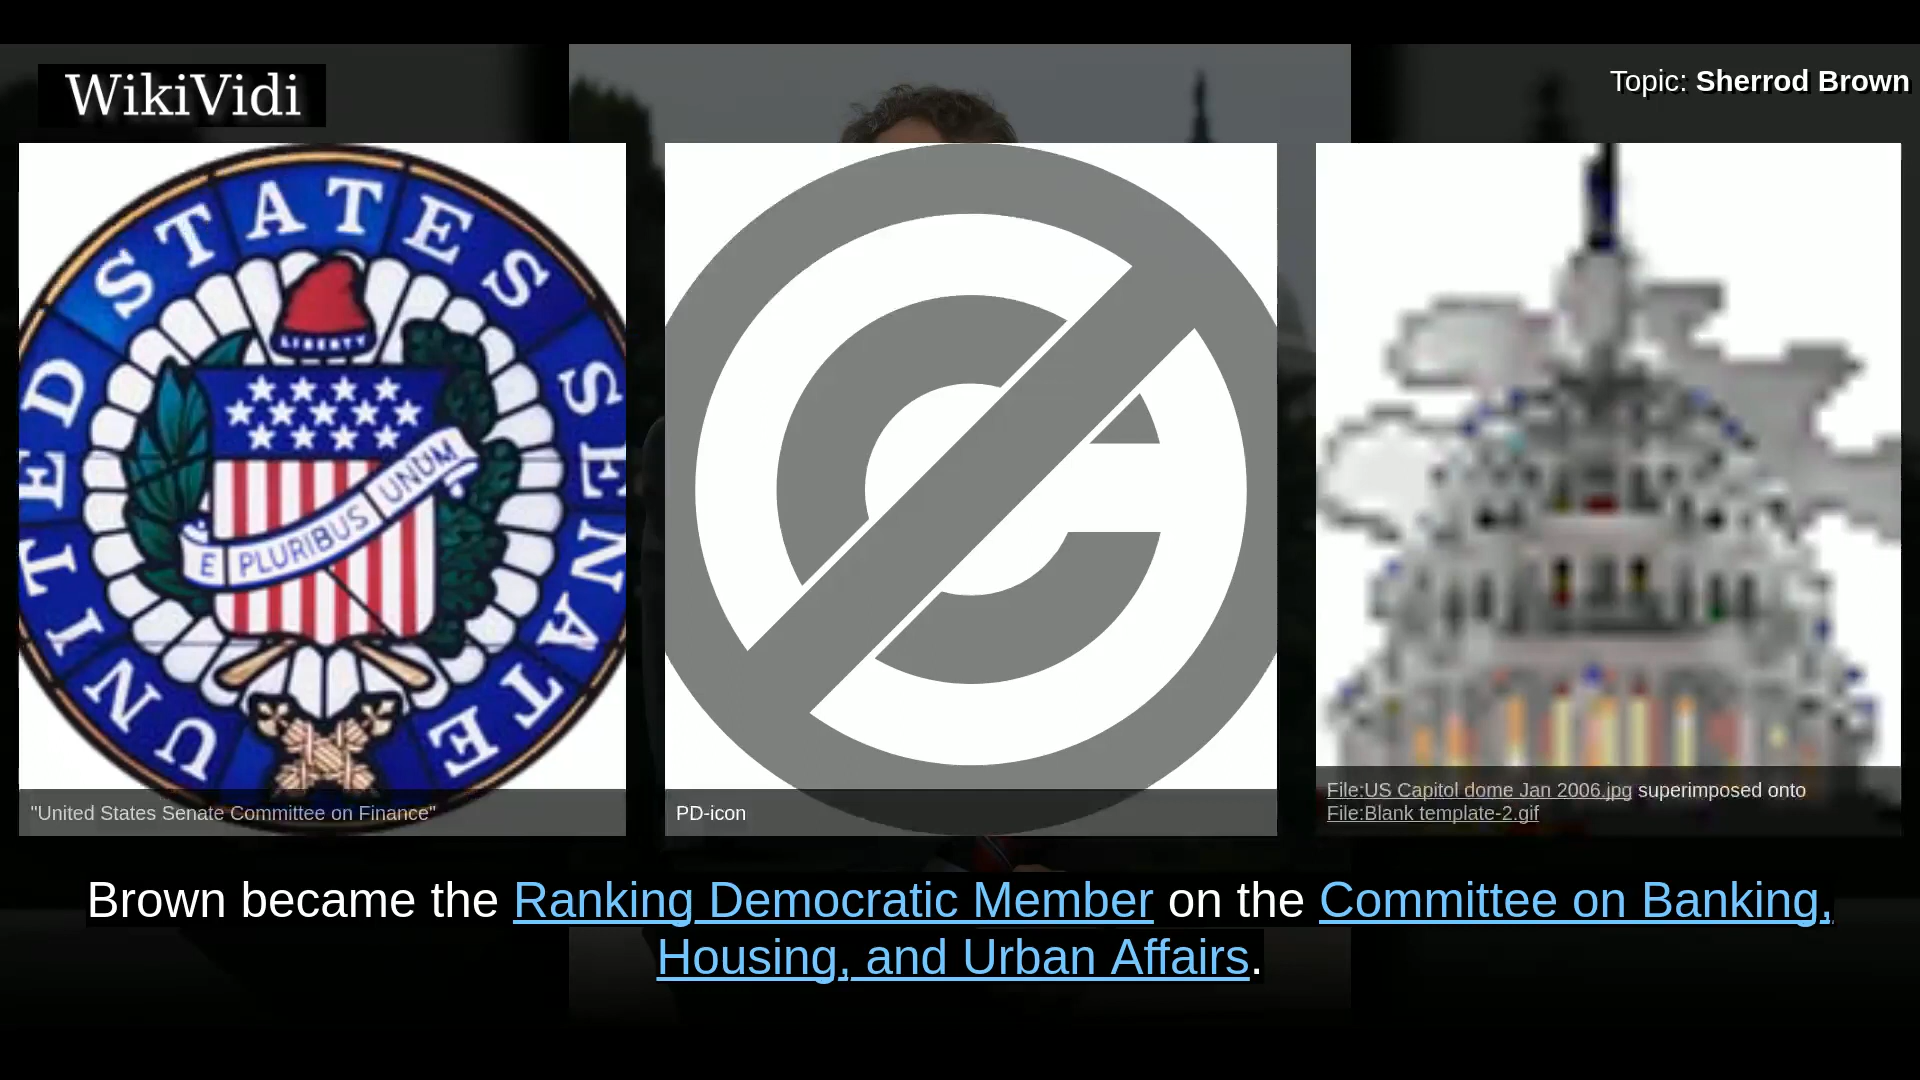 WikiVidi
Topic: Sherrod Brown
UNITED STATES SENATE
LIBERTY
E PLURIBUS UNUM
"United States Senate Committee on Finance"
PD-icon
File:US Capitol dome Jan 2006.jpg superimposed onto
File:Blank template-2.gif
Brown became the Ranking Democratic Member on the Committee on Banking,
Housing, and Urban Affairs.